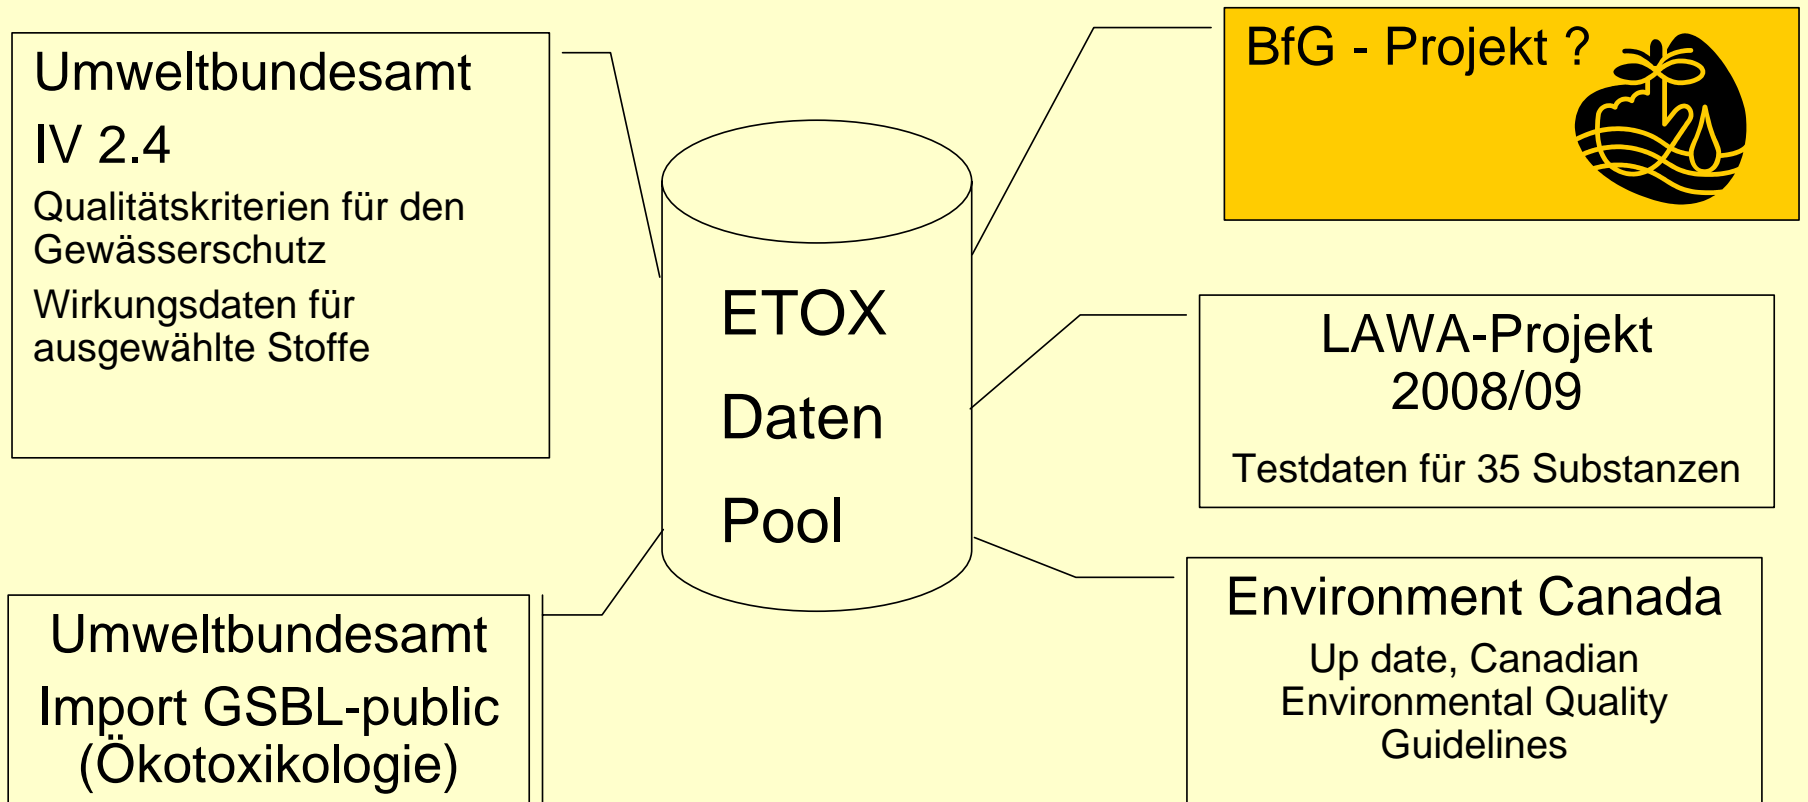 Umweltbundesamt
IV 2.4
Qualitätskriterien für den
Gewässerschutz
Wirkungsdaten für
ausgewählte Stoffe
Umweltbundesamt
Import GSBL-public
(Ökotoxikologie)
ETOX
Daten
Pool
BfG - Projekt ?
LAWA-Projekt
2008/09
Testdaten für 35 Substanzen
Environment Canada
Up date, Canadian
Environmental Quality
Guidelines